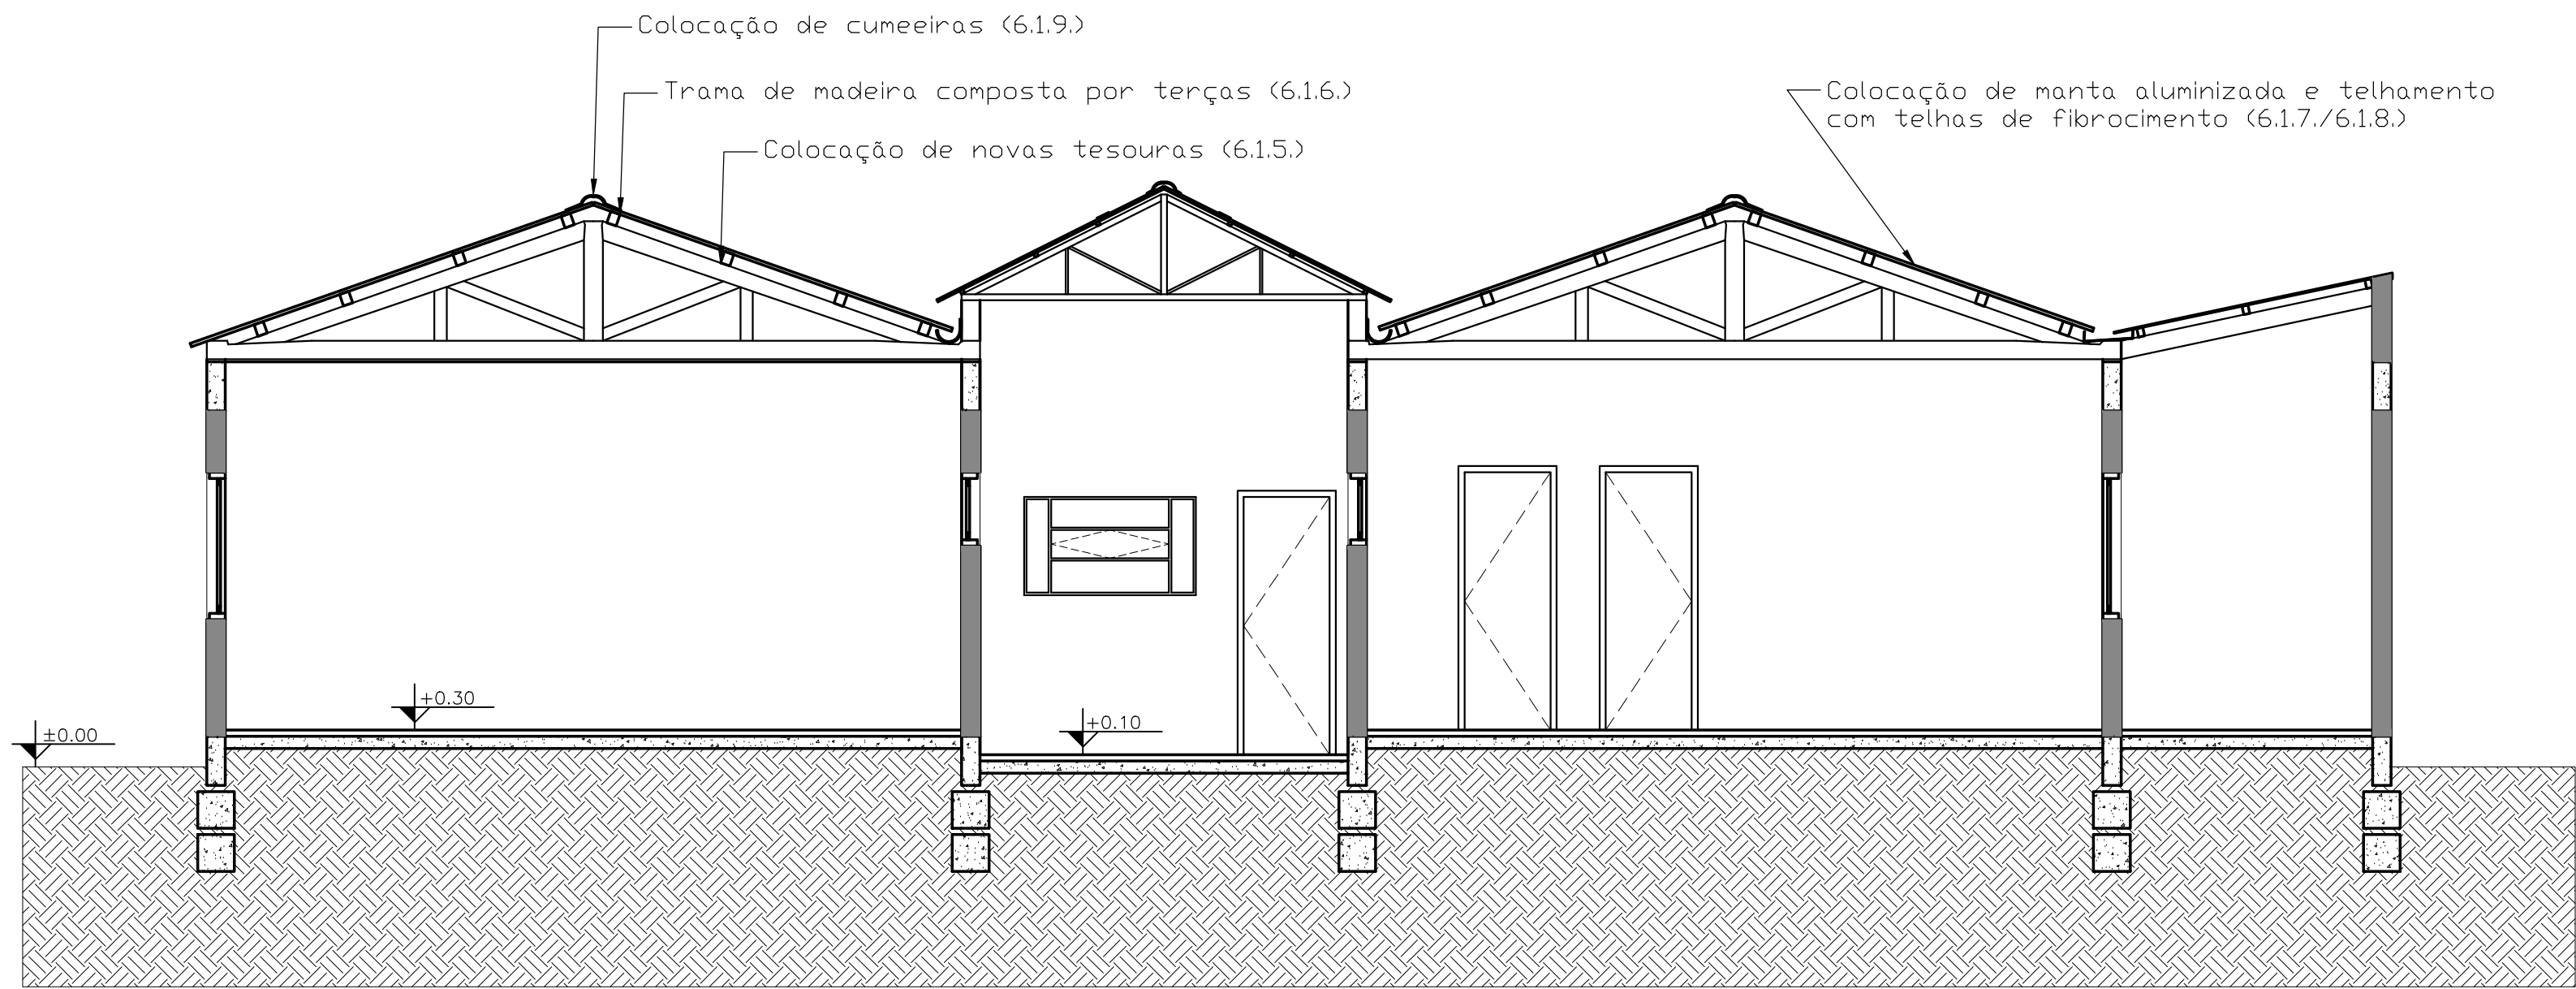 Colocação de cumeeiras (6.1.9.)
Trama de madeira composta por terças (6.1.6.)
Colocação de manta aluminizada e telhamento
com telhas de fibrocimento (6.1.7./6.1.8.)
Colocação de novas tesouras (6.1.5.)
+0.30
+0.10
±0.00